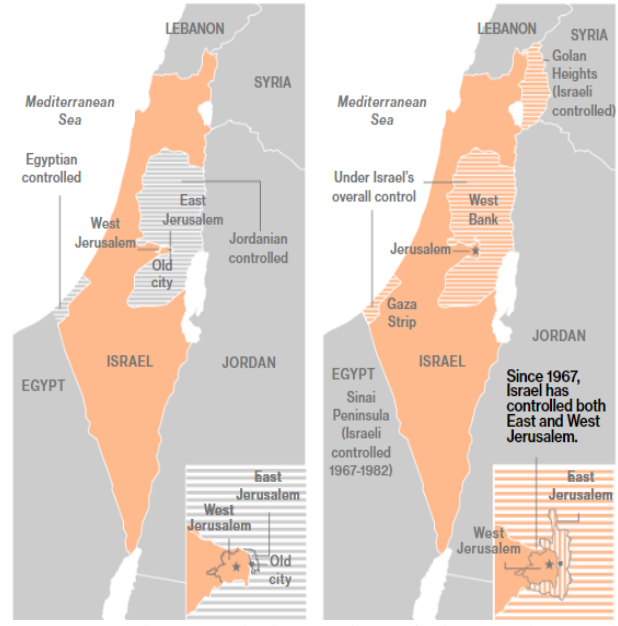 LEBANON
SYRIA
Mediterranean
Sea
Egyptian
controlled
East
Jerusalem
West
Jerusalem
Jordanian
controlled
Old
city
ISRAEL
JORDAN
EGYPT
East
Jerusalem
West
Jerusalem
Old
city
LEBANON
SYRIA
Golan
Heights
(Israeli
controlled)
Mediterranean
Sea
Under Israel's
overall control
West
Bank
Jerusalem
Gaza
Strip
JORDAN
ISRAEL
EGYPT
Sinai
Peninsula
(Israeli
controlled
1967-1982)
Since 1967,
Israel has
controlled both
East and West
Jerusalem.
East
Jerusalem
West
Jerusalem